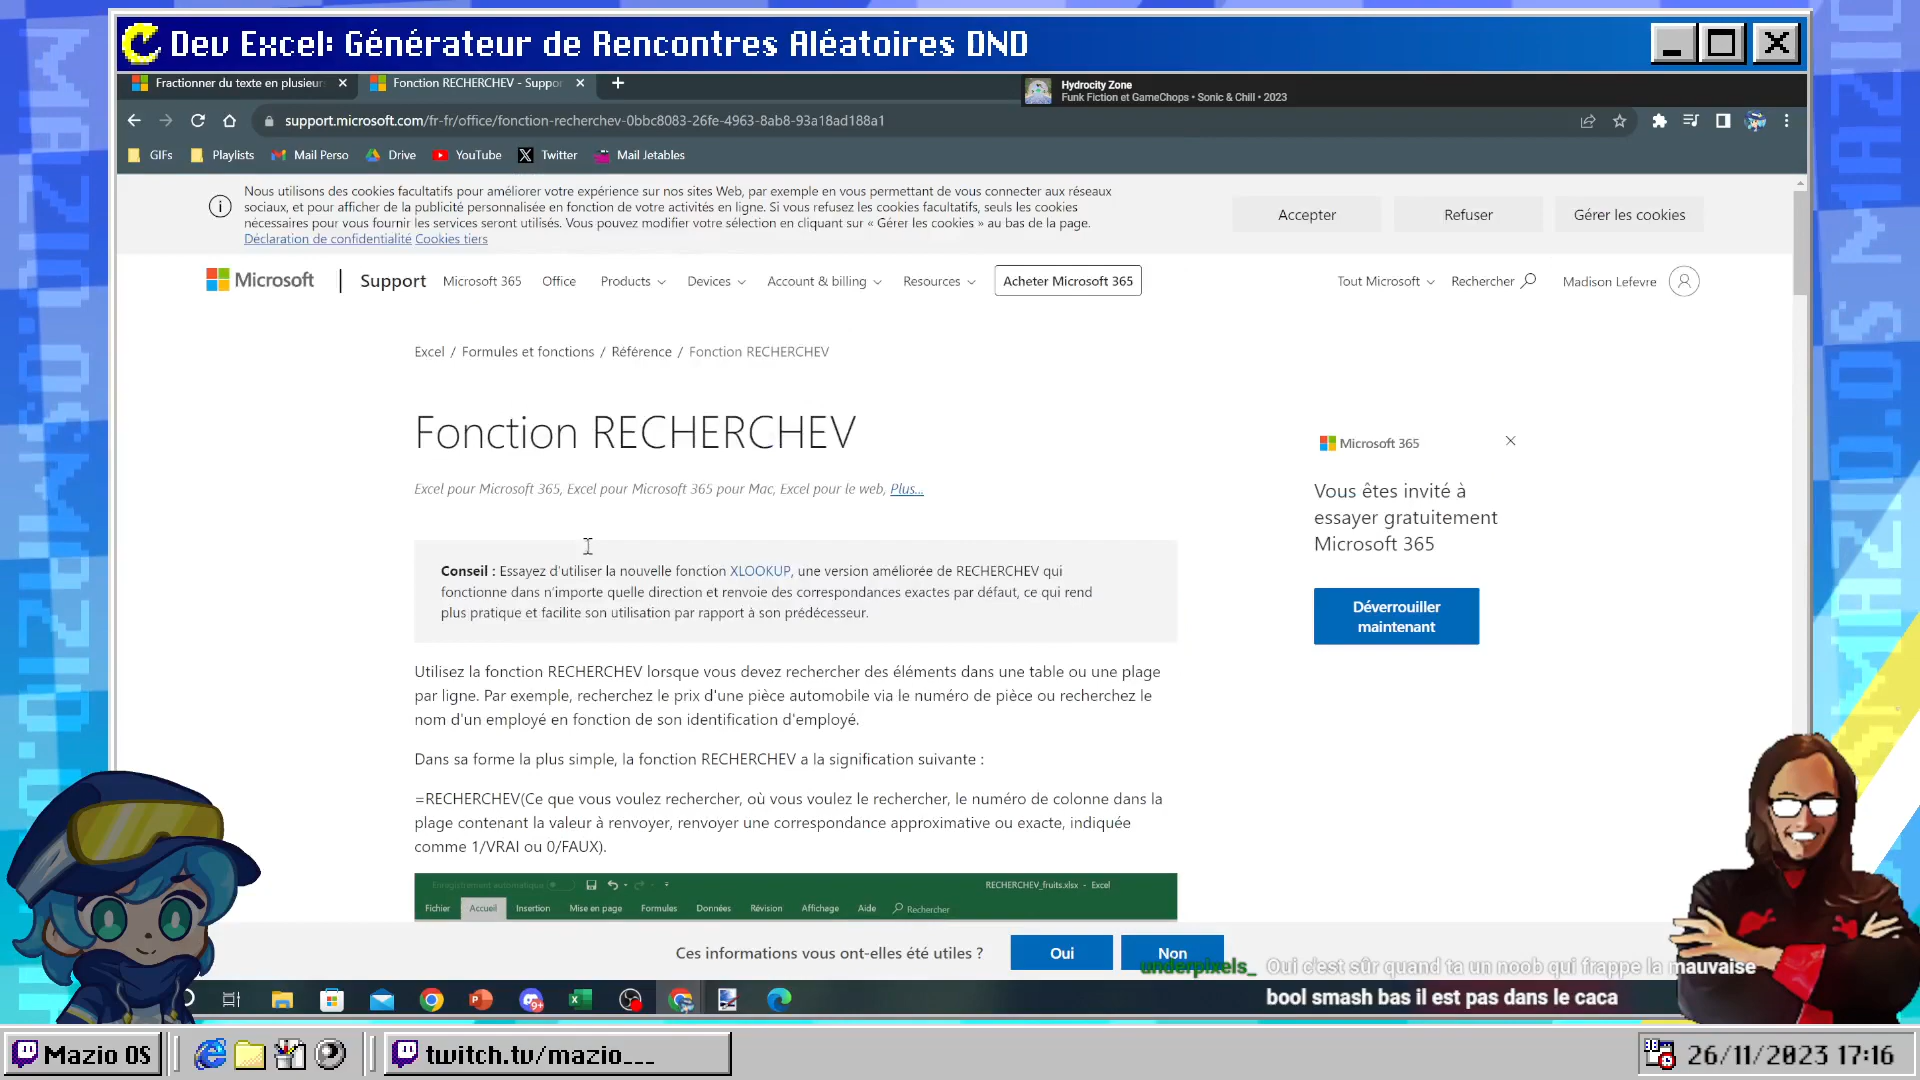 Dev Excel: Générateur de Rencontres Aléatoires DND
Fractionner du texte en plusieur
Fonction RECHERCHEV - Suppo
Hydrocity Zone
Funk Fiction et GameChops • Sonic & Chill • 2023
support.microsoft.com/fr-fr/office/fonction-recherchev-0bbc8083-26fe-4963-8ab8-93a18ad188a1
GIFs Playlists Mail Perso Drive YouTube Twitter Mail Jetables
Nous utilisons des cookies facultatifs pour améliorer votre expérience sur nos sites Web, par exemple en vous permettant de vous connecter aux réseaux
sociaux, et pour afficher de la publicité personnalisée en fonction de votre activités en ligne. Si vous refusez les cookies facultatifs, seuls les cookies
nécessaires pour vous fournir les services seront utilisés. Vous pouvez modifier votre sélection en cliquant sur « Gérer les cookies » au bas de la page.
Déclaration de confidentialité Cookies tiers
Accepter Refuser Gérer les cookies
Microsoft Support Microsoft 365 Office Products Devices Account & billing Resources Acheter Microsoft 365 Tout Microsoft Rechercher Madison Lefevre
Excel / Formules et fonctions / Référence / Fonction RECHERCHEV
Fonction RECHERCHEV
Excel pour Microsoft 365, Excel pour Microsoft 365 pour Mac, Excel pour le web, Plus...
Microsoft 365
Vous êtes invité à
essayer gratuitement
Microsoft 365
Déverrouiller
maintenant
Conseil : Essayez d'utiliser la nouvelle fonction XLOOKUP, une version améliorée de RECHERCHEV qui
fonctionne dans n'importe quelle direction et renvoie des correspondances exactes par défaut, ce qui rend
plus pratique et facilite son utilisation par rapport à son prédécesseur.
Utilisez la fonction RECHERCHEV lorsque vous devez rechercher des éléments dans une table ou une plage
par ligne. Par exemple, recherchez le prix d'une pièce automobile via le numéro de pièce ou recherchez le
nom d'un employé en fonction de son identification d'employé.
Dans sa forme la plus simple, la fonction RECHERCHEV a la signification suivante :
=RECHERCHEV(Ce que vous voulez rechercher, où vous voulez le rechercher, le numéro de colonne dans la
plage contenant la valeur à renvoyer, renvoyer une correspondance approximative ou exacte, indiquée
comme 1/VRAI ou 0/FAUX).
Enregistrement automatique
RECHERCHEV_fruits.xlsx - Excel
Fichier Accueil Insertion Mise en page Formules Données Révision Affichage Aide Rechercher
Ces informations vous ont-elles été utiles ? Oui Non
underpixels_ Oui c'est sûr quand ta un noob qui frappe la mauvaise
bool smash bas il est pas dans le caca
Mazio OS
twitch.tv/mazio___
26/11/2023 17:16